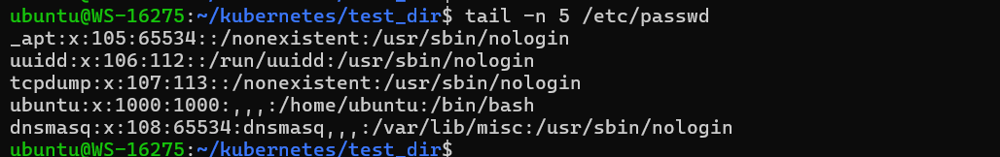 ubuntu@WS-16275:~/kubernetes/test_dir$ tail -n 5 /etc/passwd
_apt:x:105:65534::/nonexistent:/usr/sbin/nologin
uuidd:x:106:112::/run/uuidd:/usr/sbin/nologin
tcpdump:x:107:113::/nonexistent:/usr/sbin/nologin
ubuntu:x:1000:1000:,,,:/home/ubuntu:/bin/bash
dnsmasq:x:108:65534:dnsmasq,,,:/var/lib/misc:/usr/sbin/nologin
ubuntu@WS-16275:~/kubernetes/test_dir$